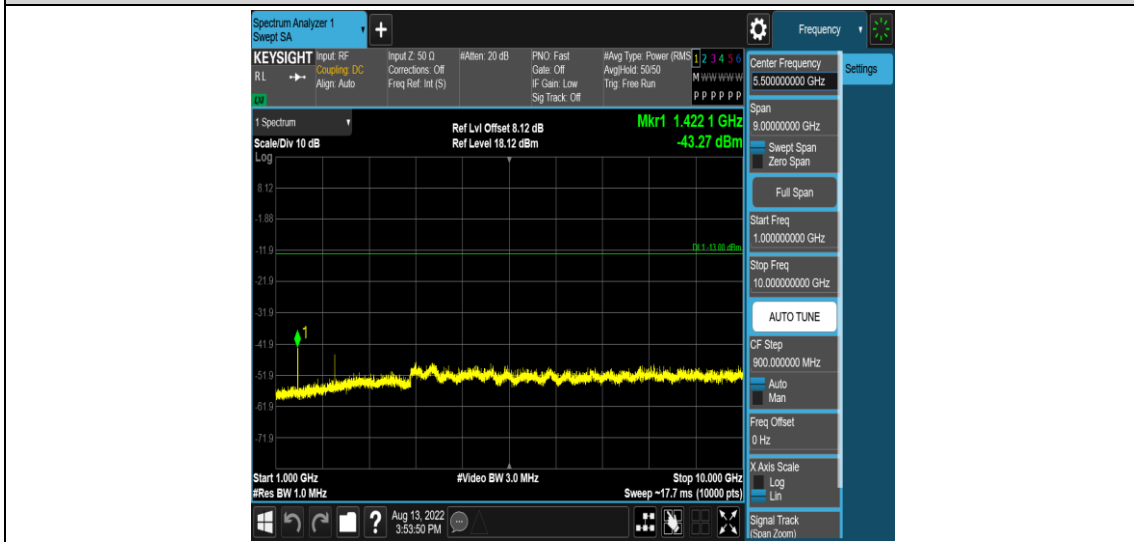 Spectrum Analyzer 1
Swept SA
+
Frequency
KEYSIGHT
RL
Input: RF
Coupling: DC
Align: Auto
Input Z: 50 Ω
Corrections: Off
Freq Ref: Int (S)
#Atten: 20 dB
PNO: Fast
Gate: Off
IF Gain: Low
Sig Track: Off
#Avg Type: Power (RMS
Avg|Hold: 50/50
Trig: Free Run
1 2 3 4 5 6
M W W W W W
P P P P P P
1 Spectrum
Scale/Div 10 dB
Log
Ref Lvl Offset 8.12 dB
Ref Level 18.12 dBm
Mkr1 1.422 1 GHz
-43.27 dBm
8.12
-1.88
-11.9
-21.9
-31.9
-41.9
-51.9
-61.9
-71.9
DL1 -13.00 dBm
1
Start 1.000 GHz
#Res BW 1.0 MHz
#Video BW 3.0 MHz
Stop 10.000 GHz
Sweep ~17.7 ms (10000 pts)
Aug 13, 2022
3:53:50 PM
Center Frequency
5.500000000 GHz
Settings
Span
9.00000000 GHz
Swept Span
Zero Span
Full Span
Start Freq
1.000000000 GHz
Stop Freq
10.000000000 GHz
AUTO TUNE
CF Step
900.000000 MHz
Auto
Man
Freq Offset
0 Hz
X Axis Scale
Log
Lin
Signal Track
(Span Zoom)